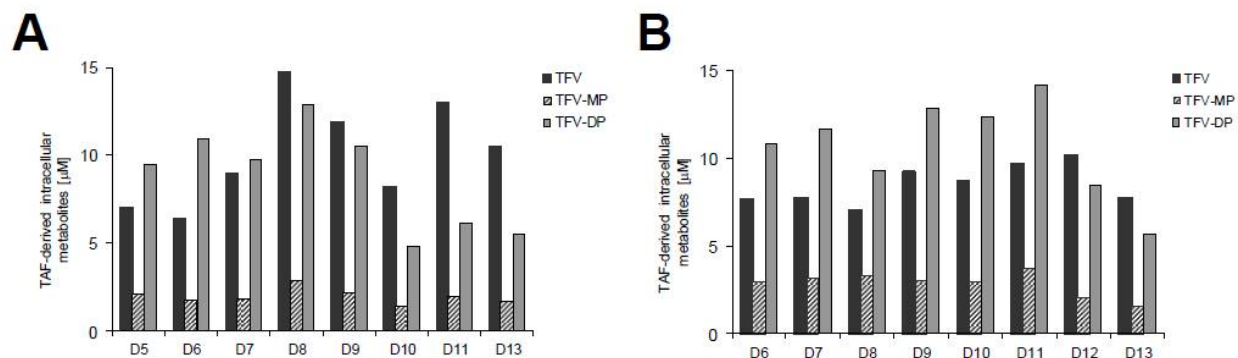 A
TAF-derived intracellular
metabolites [µM]
15
10
5
0
D5 D6 D7 D8 D9 D10 D11 D13
TFV
TFV-MP
TFV-DP
B
TAF-derived intracellular
metabolites [µM]
15
10
5
0
D6 D7 D8 D9 D10 D11 D12 D13
TFV
TFV-MP
TFV-DP